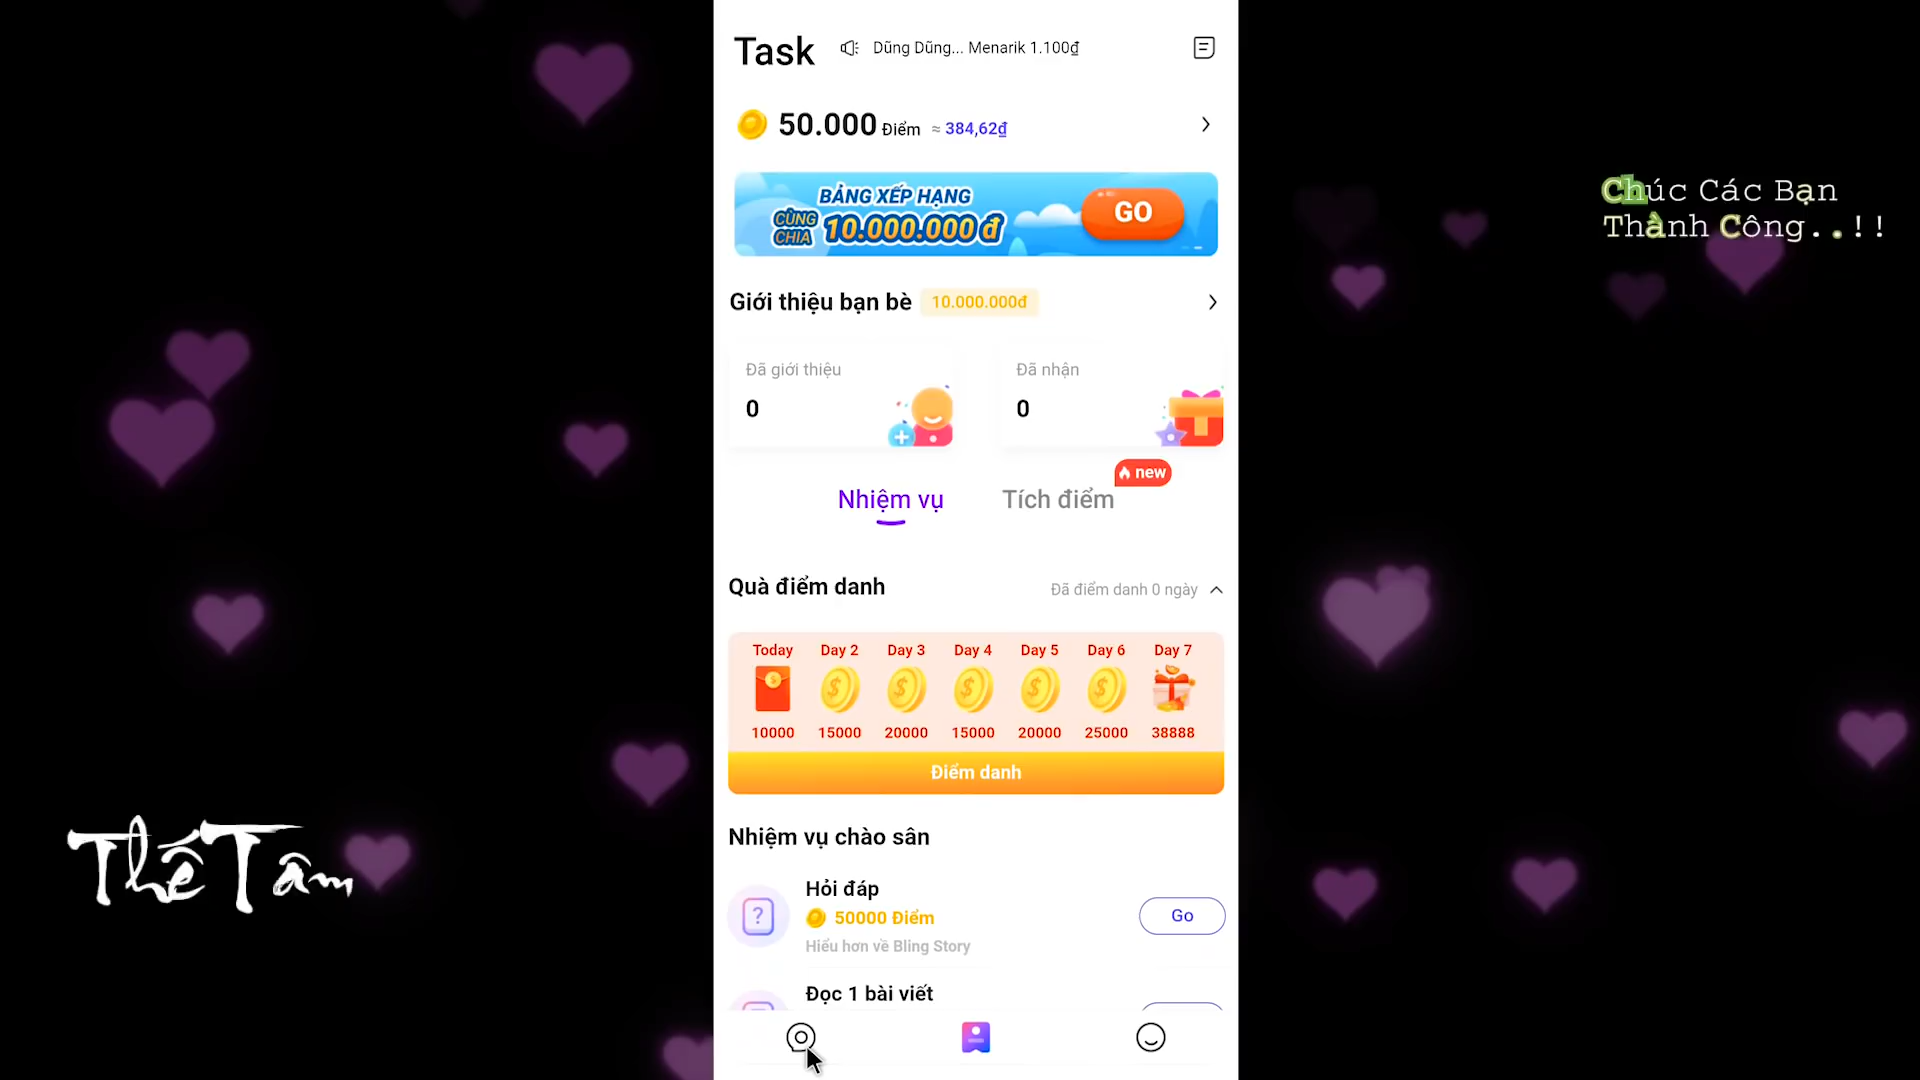 Task
Dũng Dũng... Menarik 1.100₫
50.000 Điểm ≈ 384,62₫
BẢNG XẾP HẠNG
CÙNG CHIA 10.000.000 đ
GO
Giới thiệu bạn bè 10.000.000đ
Đã giới thiệu
0
Đã nhận
0
new
Nhiệm vụ
Tích điểm
Quà điểm danh
Đã điểm danh 0 ngày
Today Day 2 Day 3 Day 4 Day 5 Day 6 Day 7
10000 15000 20000 15000 20000 25000 38888
Điểm danh
Nhiệm vụ chào sân
Hỏi đáp
50000 Điểm
Hiểu hơn về Bling Story
Go
Đọc 1 bài viết
Chúc Các Bạn
Thành Công..!!
Thế Tâm